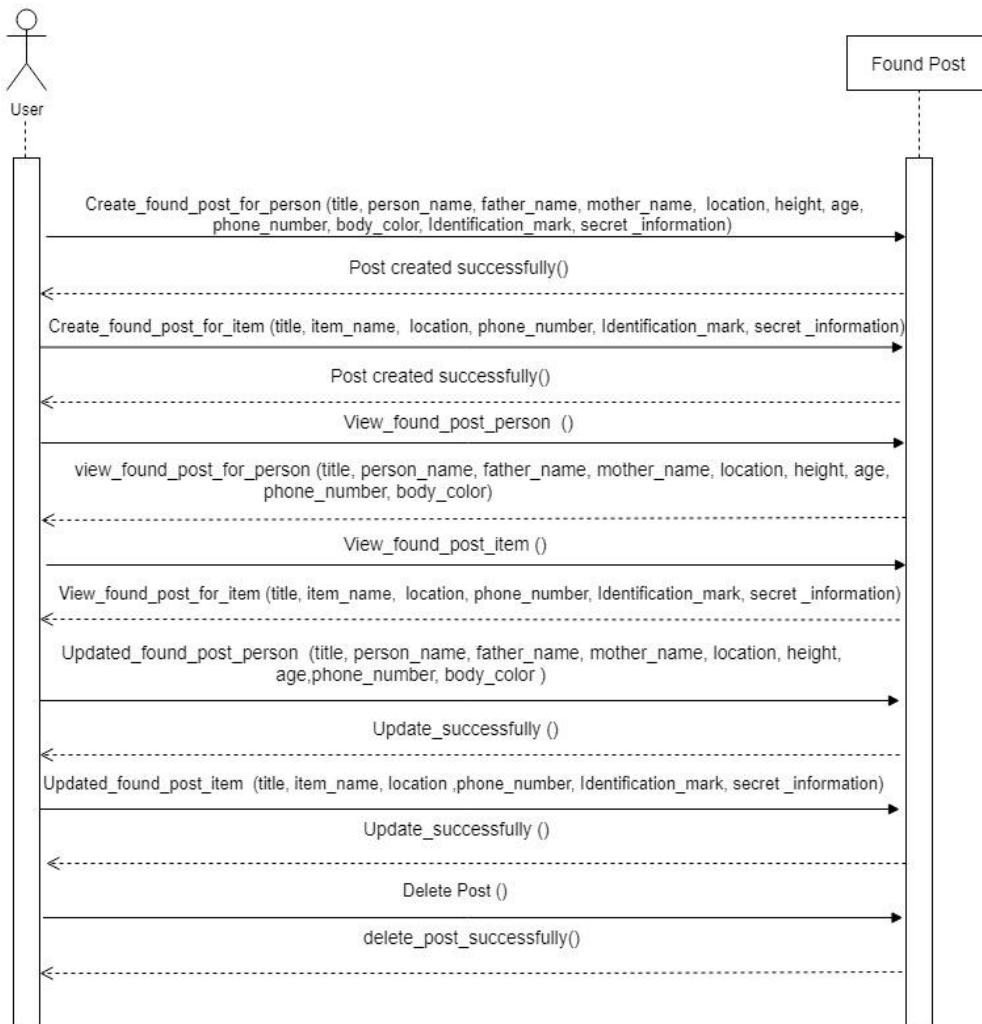 User
Found Post
Create_found_post_for_person (title, person_name, father_name, mother_name,  location, height, age,
phone_number, body_color, Identification_mark, secret _information)
Post created successfully()
Create_found_post_for_item (title, item_name,  location, phone_number, Identification_mark, secret _information)
Post created successfully()
View_found_post_person  ()
view_found_post_for_person (title, person_name, father_name, mother_name, location, height, age,
phone_number, body_color)
View_found_post_item ()
View_found_post_for_item (title, item_name,  location, phone_number, Identification_mark, secret _information)
Updated_found_post_person  (title, person_name, father_name, mother_name, location, height,
age,phone_number, body_color )
Update_successfully ()
Updated_found_post_item  (title, item_name, location ,phone_number, Identification_mark, secret _information)
Update_successfully ()
Delete Post ()
delete_post_successfully()